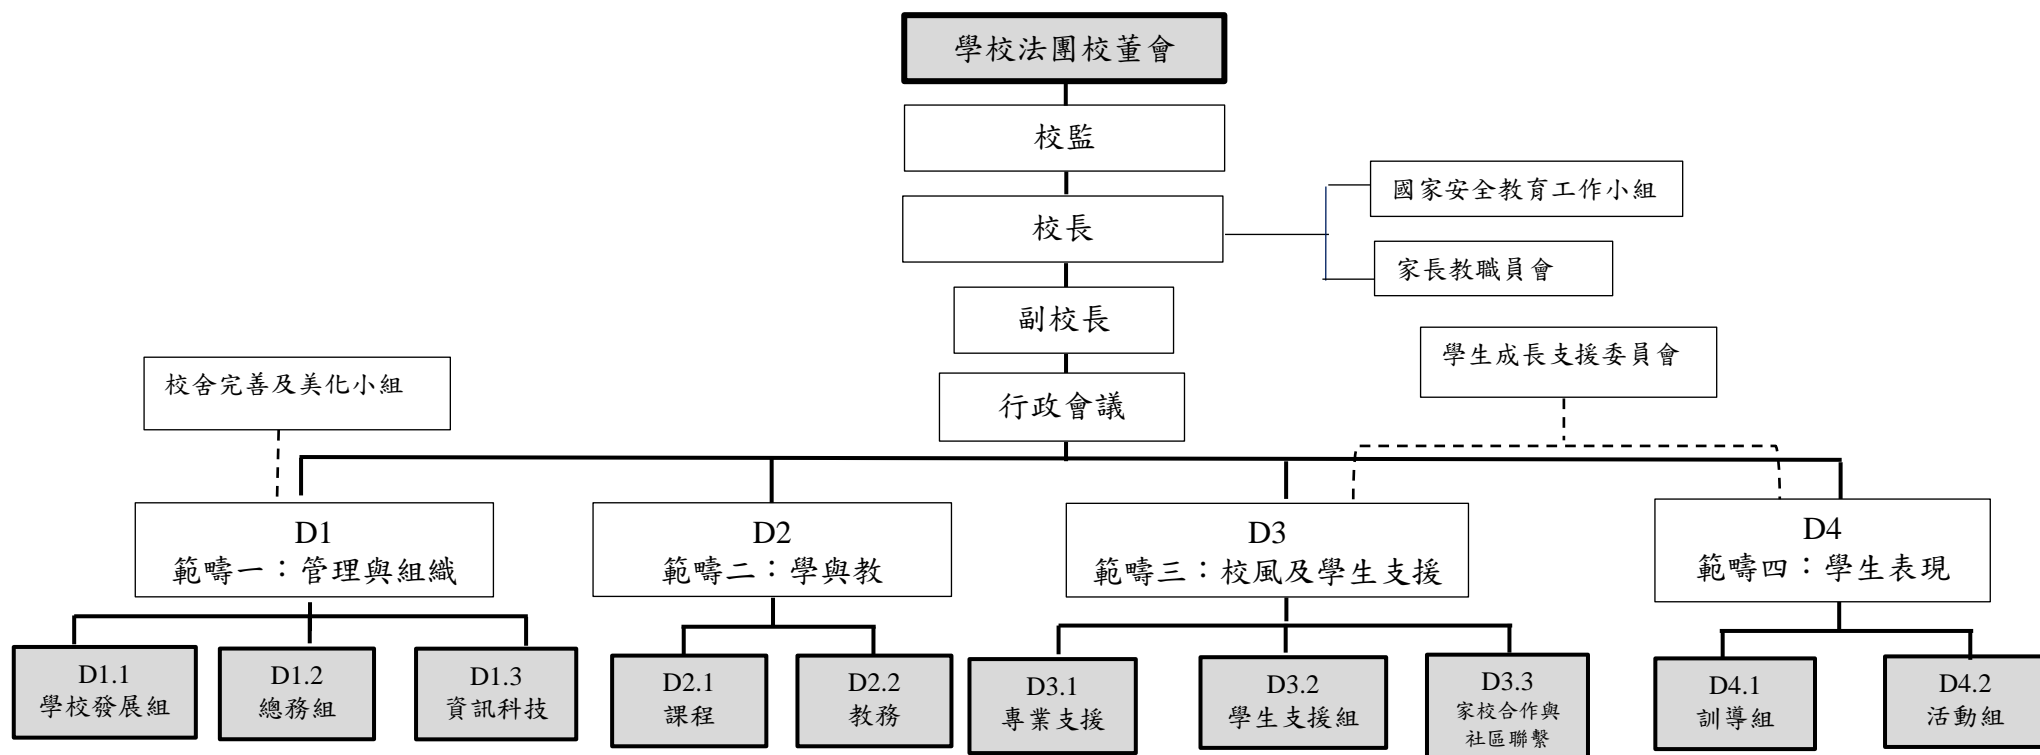 學校法團校董會
校監
國家安全教育工作小組
校長
家長教職員會
副校長
學生成長支援委員會
校舍完善及美化小組
行政會議
D1
範疇一：管理與組織
D2
範疇二：學與教
D3
範疇三：校風及學生支援
D4
範疇四：學生表現
D1.1
學校發展組
D1.2
總務組
D1.3
資訊科技
D2.1
課程
D2.2
教務
D3.1
專業支援
D3.2
學生支援組
D3.3
家校合作與
社區聯繫
D4.1
訓導組
D4.2
活動組